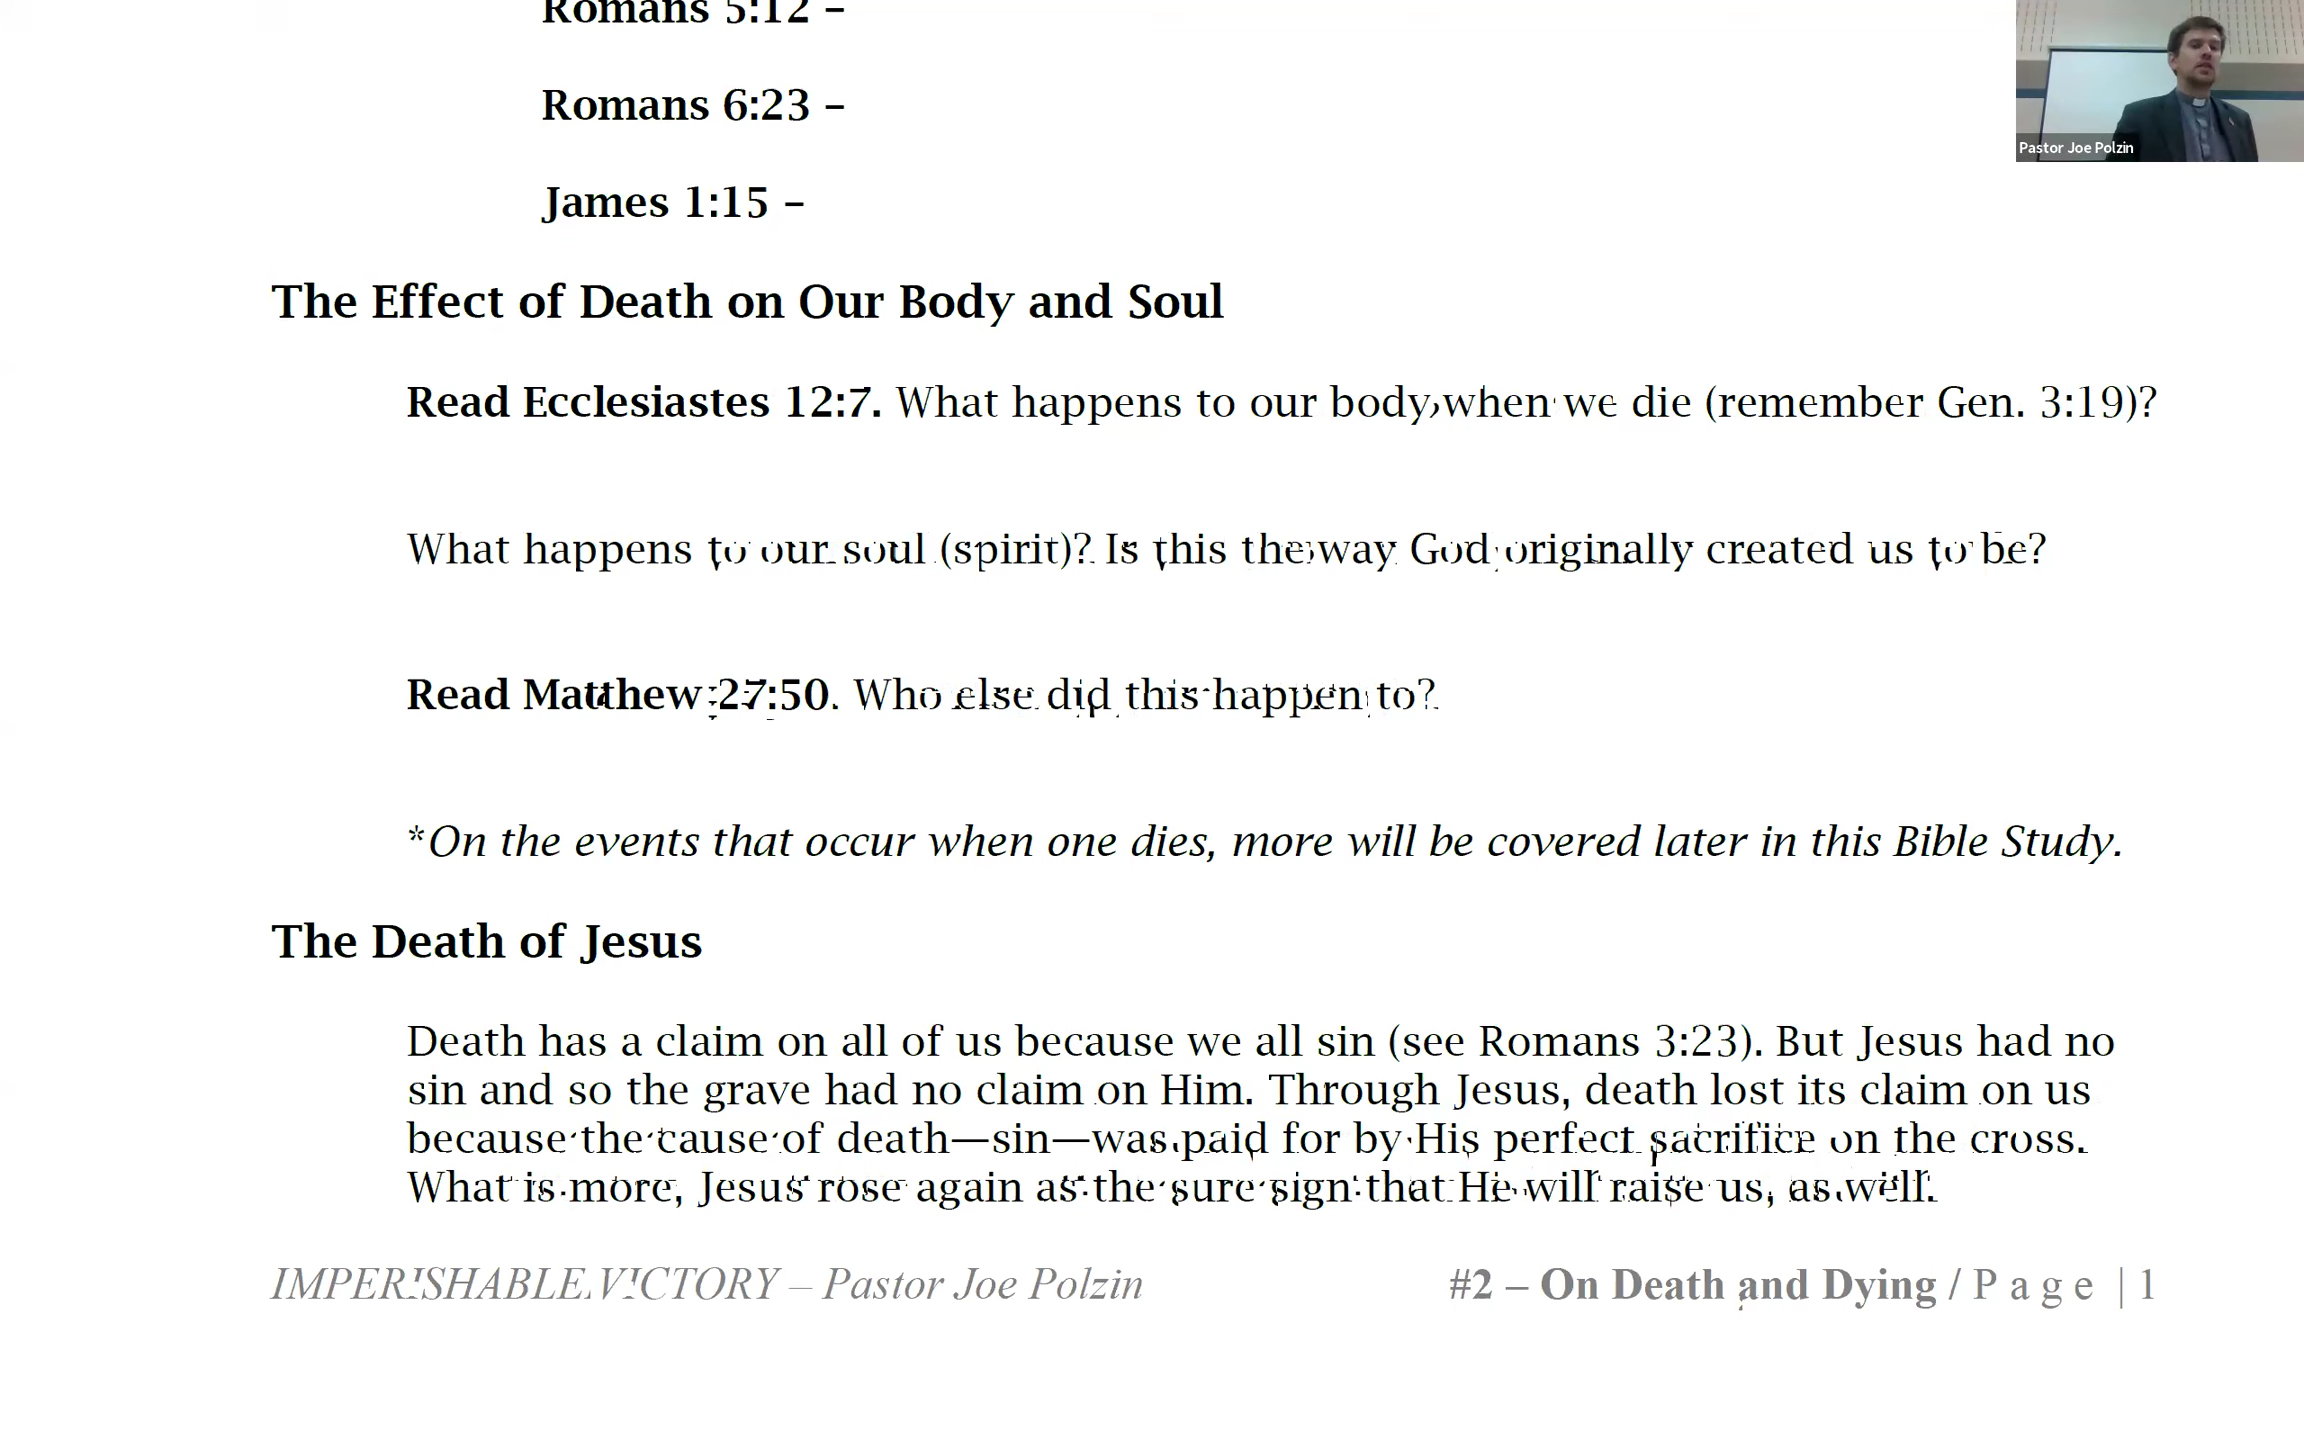 Romans 5:12 –
Pastor Joe Polzin
Romans 6:23 –
James 1:15 –
The Effect of Death on Our Body and Soul
Read Ecclesiastes 12:7. What happens to our body when we die (remember Gen. 3:19)?
What happens to our soul (spirit)? Is this the way God originally created us to be?
Read Matthew 27:50. Who else did this happen to?
*On the events that occur when one dies, more will be covered later in this Bible Study.
The Death of Jesus
Death has a claim on all of us because we all sin (see Romans 3:23). But Jesus had no
sin and so the grave had no claim on Him. Through Jesus, death lost its claim on us
because the cause of death—sin—was paid for by His perfect sacrifice on the cross.
What is more, Jesus rose again as the sure sign that He will raise us, as well.
IMPERISHABLE VICTORY – Pastor Joe Polzin #2 – On Death and Dying / P a g e | 1